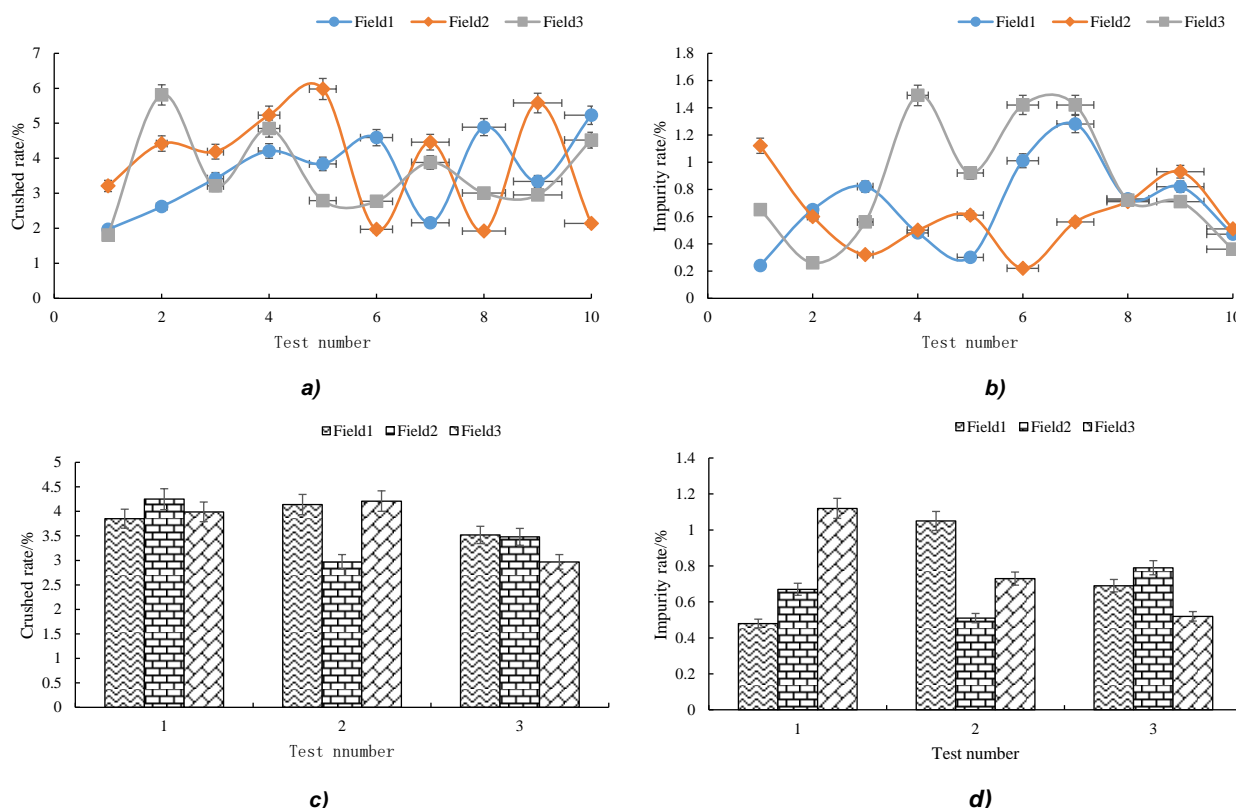 Field1 Field2 Field3
7
6
5
4
3
2
1
0
Crushed rate/%
0 2 4 6 8 10
Test number
a)
Field1 Field2 Field3
1.8
1.6
1.4
1.2
1
0.8
0.6
0.4
0.2
0
Impurity rate/%
0 2 4 6 8 10
Test number
b)
Field1 Field2 Field3
5
4.5
4
3.5
3
2.5
2
1.5
1
0.5
0
Crushed rate/%
1 2 3
Test nnumber
c)
Field1 Field2 Field3
1.4
1.2
1
0.8
0.6
0.4
0.2
0
Impurity rate/%
1 2 3
Test number
d)